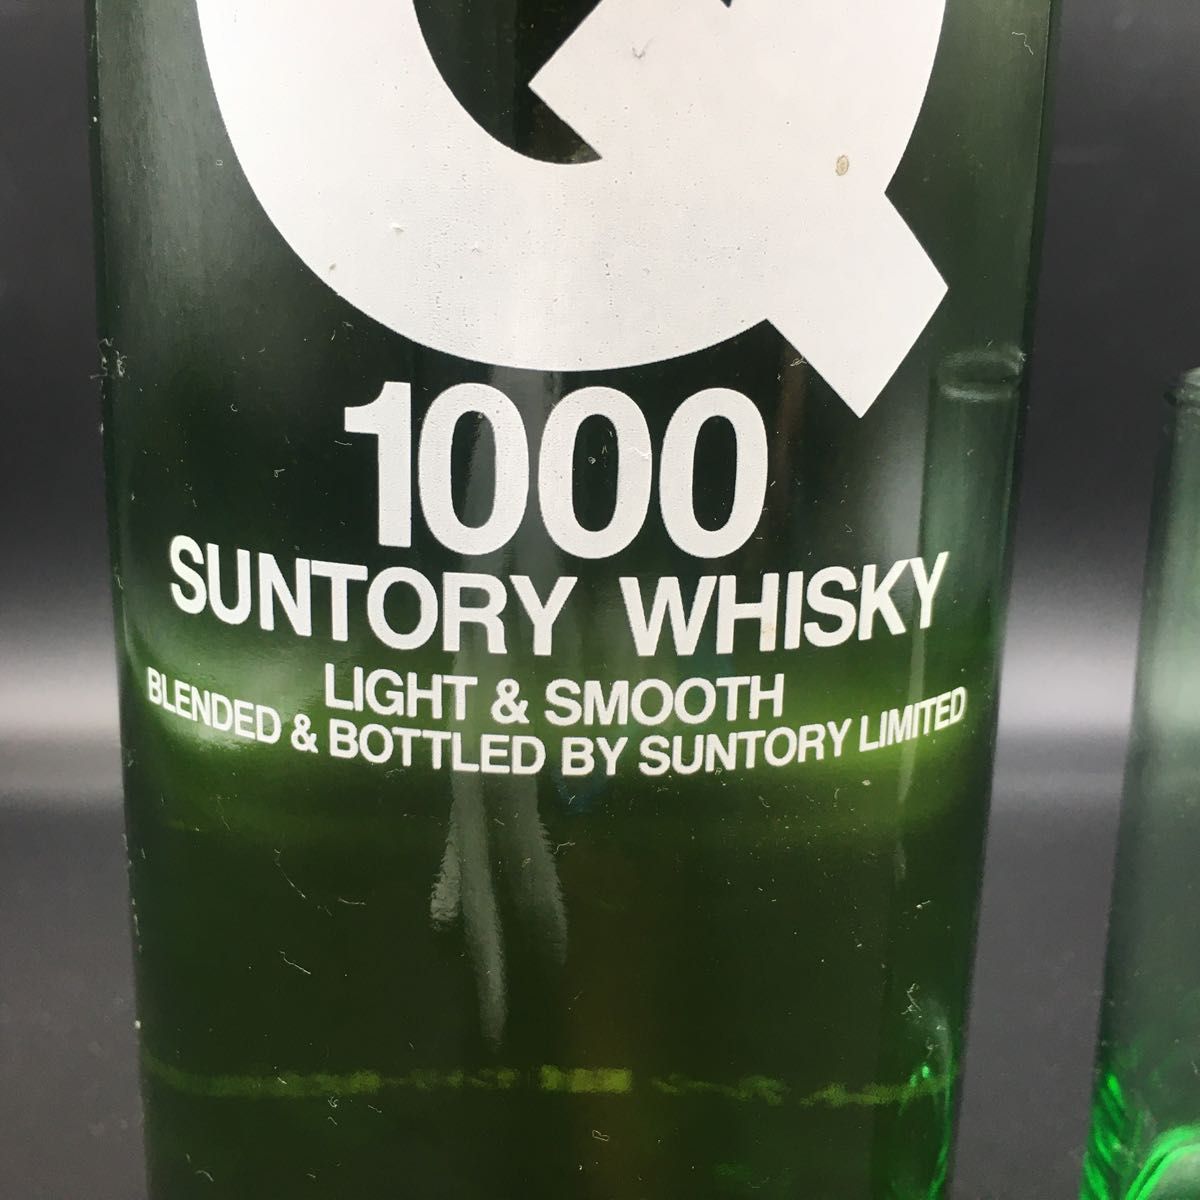 Q
1000
SUNTORY WHISKY
LIGHT & SMOOTH
BLENDED & BOTTLED BY SUNTORY LIMITED